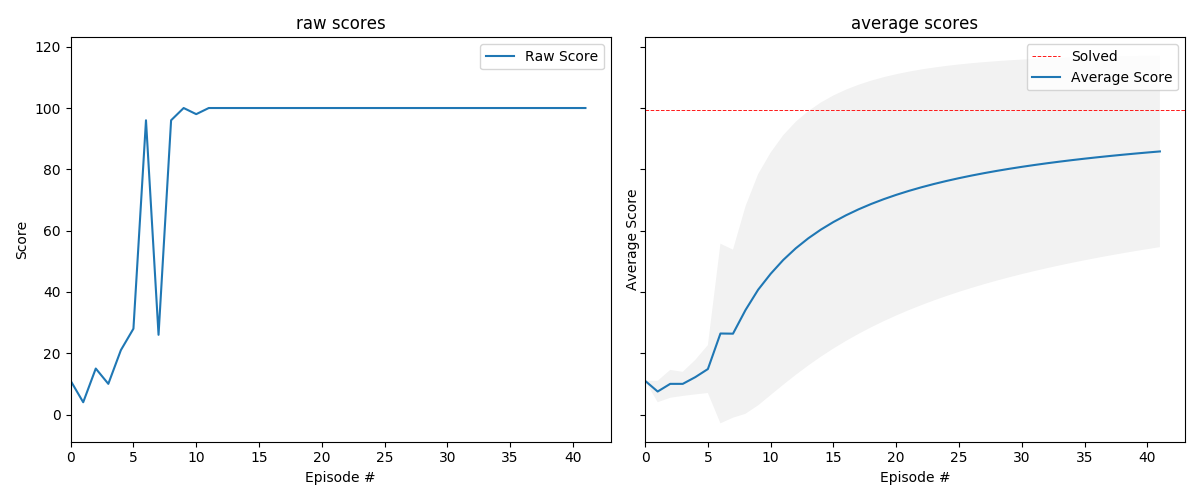 raw scores
120
100
80
60
40
20
0
Score
Raw Score
0 5 10 15 20 25 30 35 40
Episode #
average scores
Average Score
Solved
Average Score
0 5 10 15 20 25 30 35 40
Episode #